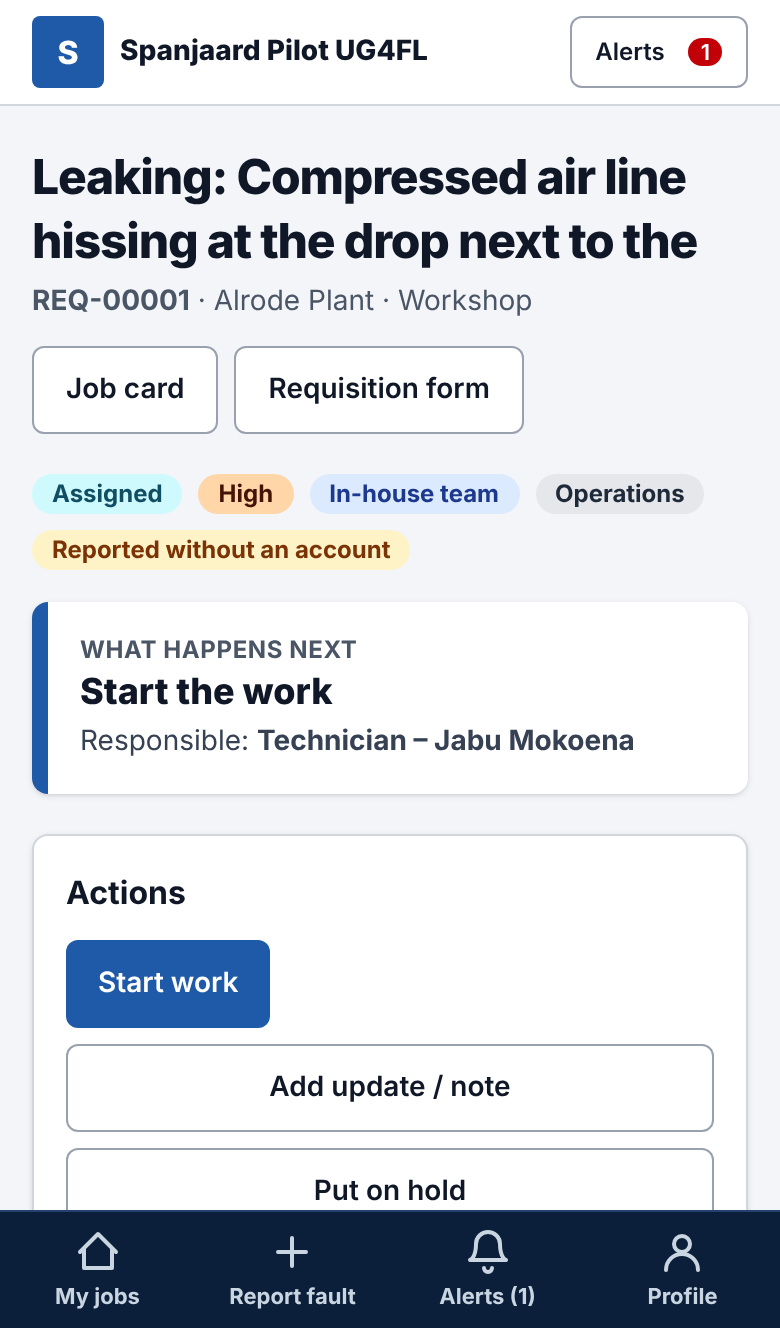 S
Spanjaard Pilot UG4FL
Alerts 1
Leaking: Compressed air line
hissing at the drop next to the
REQ-00001 · Alrode Plant · Workshop
Job card
Requisition form
Assigned
High
In-house team
Operations
Reported without an account
WHAT HAPPENS NEXT
Start the work
Responsible: Technician – Jabu Mokoena
Actions
Start work
Add update / note
Put on hold
My jobs
Report fault
Alerts (1)
Profile